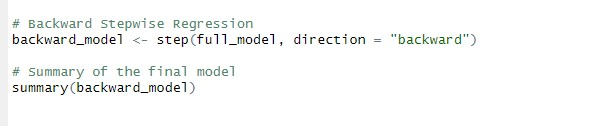 # Backward Stepwise Regression
backward_model <- step(full_model, direction = "backward")
# Summary of the final model
summary(backward_model)